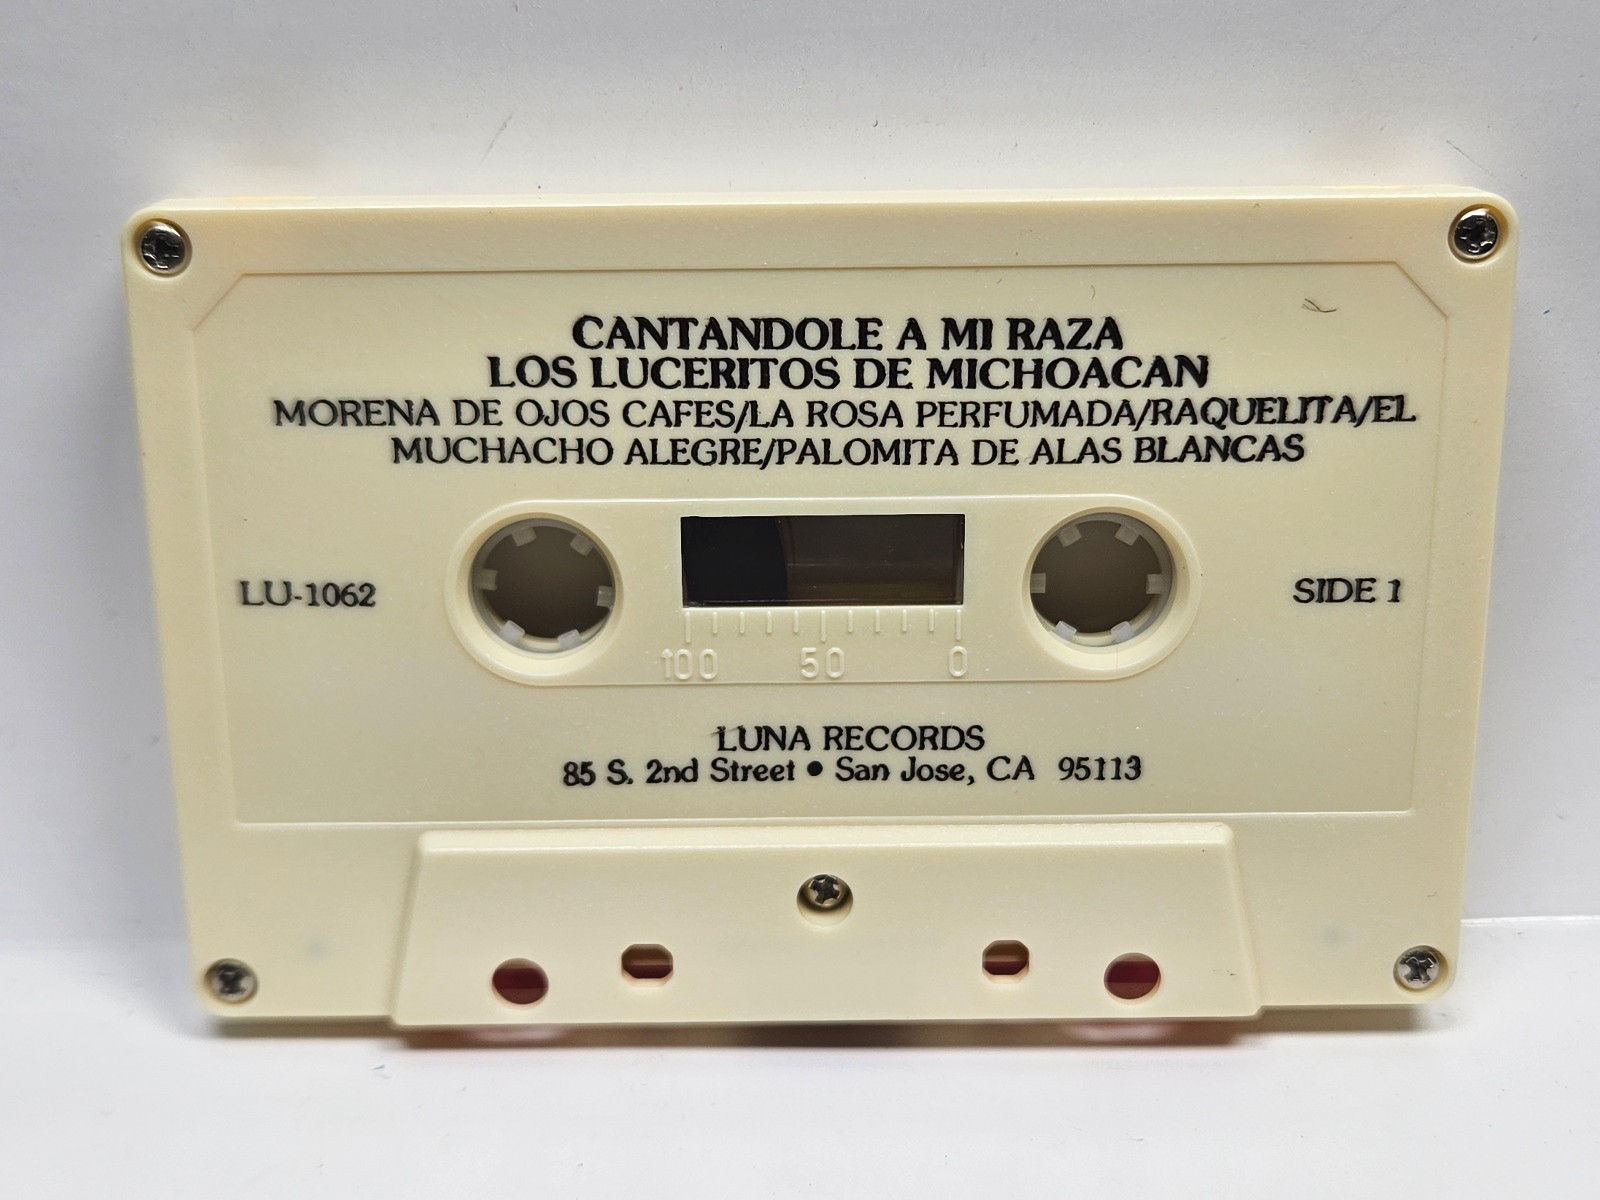 CANTANDOLE A MI RAZA
LOS LUCERITOS DE MICHOACAN
MORENA DE OJOS CAFES/LA ROSA PERFUMADA/RAQUELITA/EL
MUCHACHO ALEGRE/PALOMITA DE ALAS BLANCAS
LU-1062
SIDE 1
100 50 0
LUNA RECORDS
85 S. 2nd Street • San Jose, CA 95113